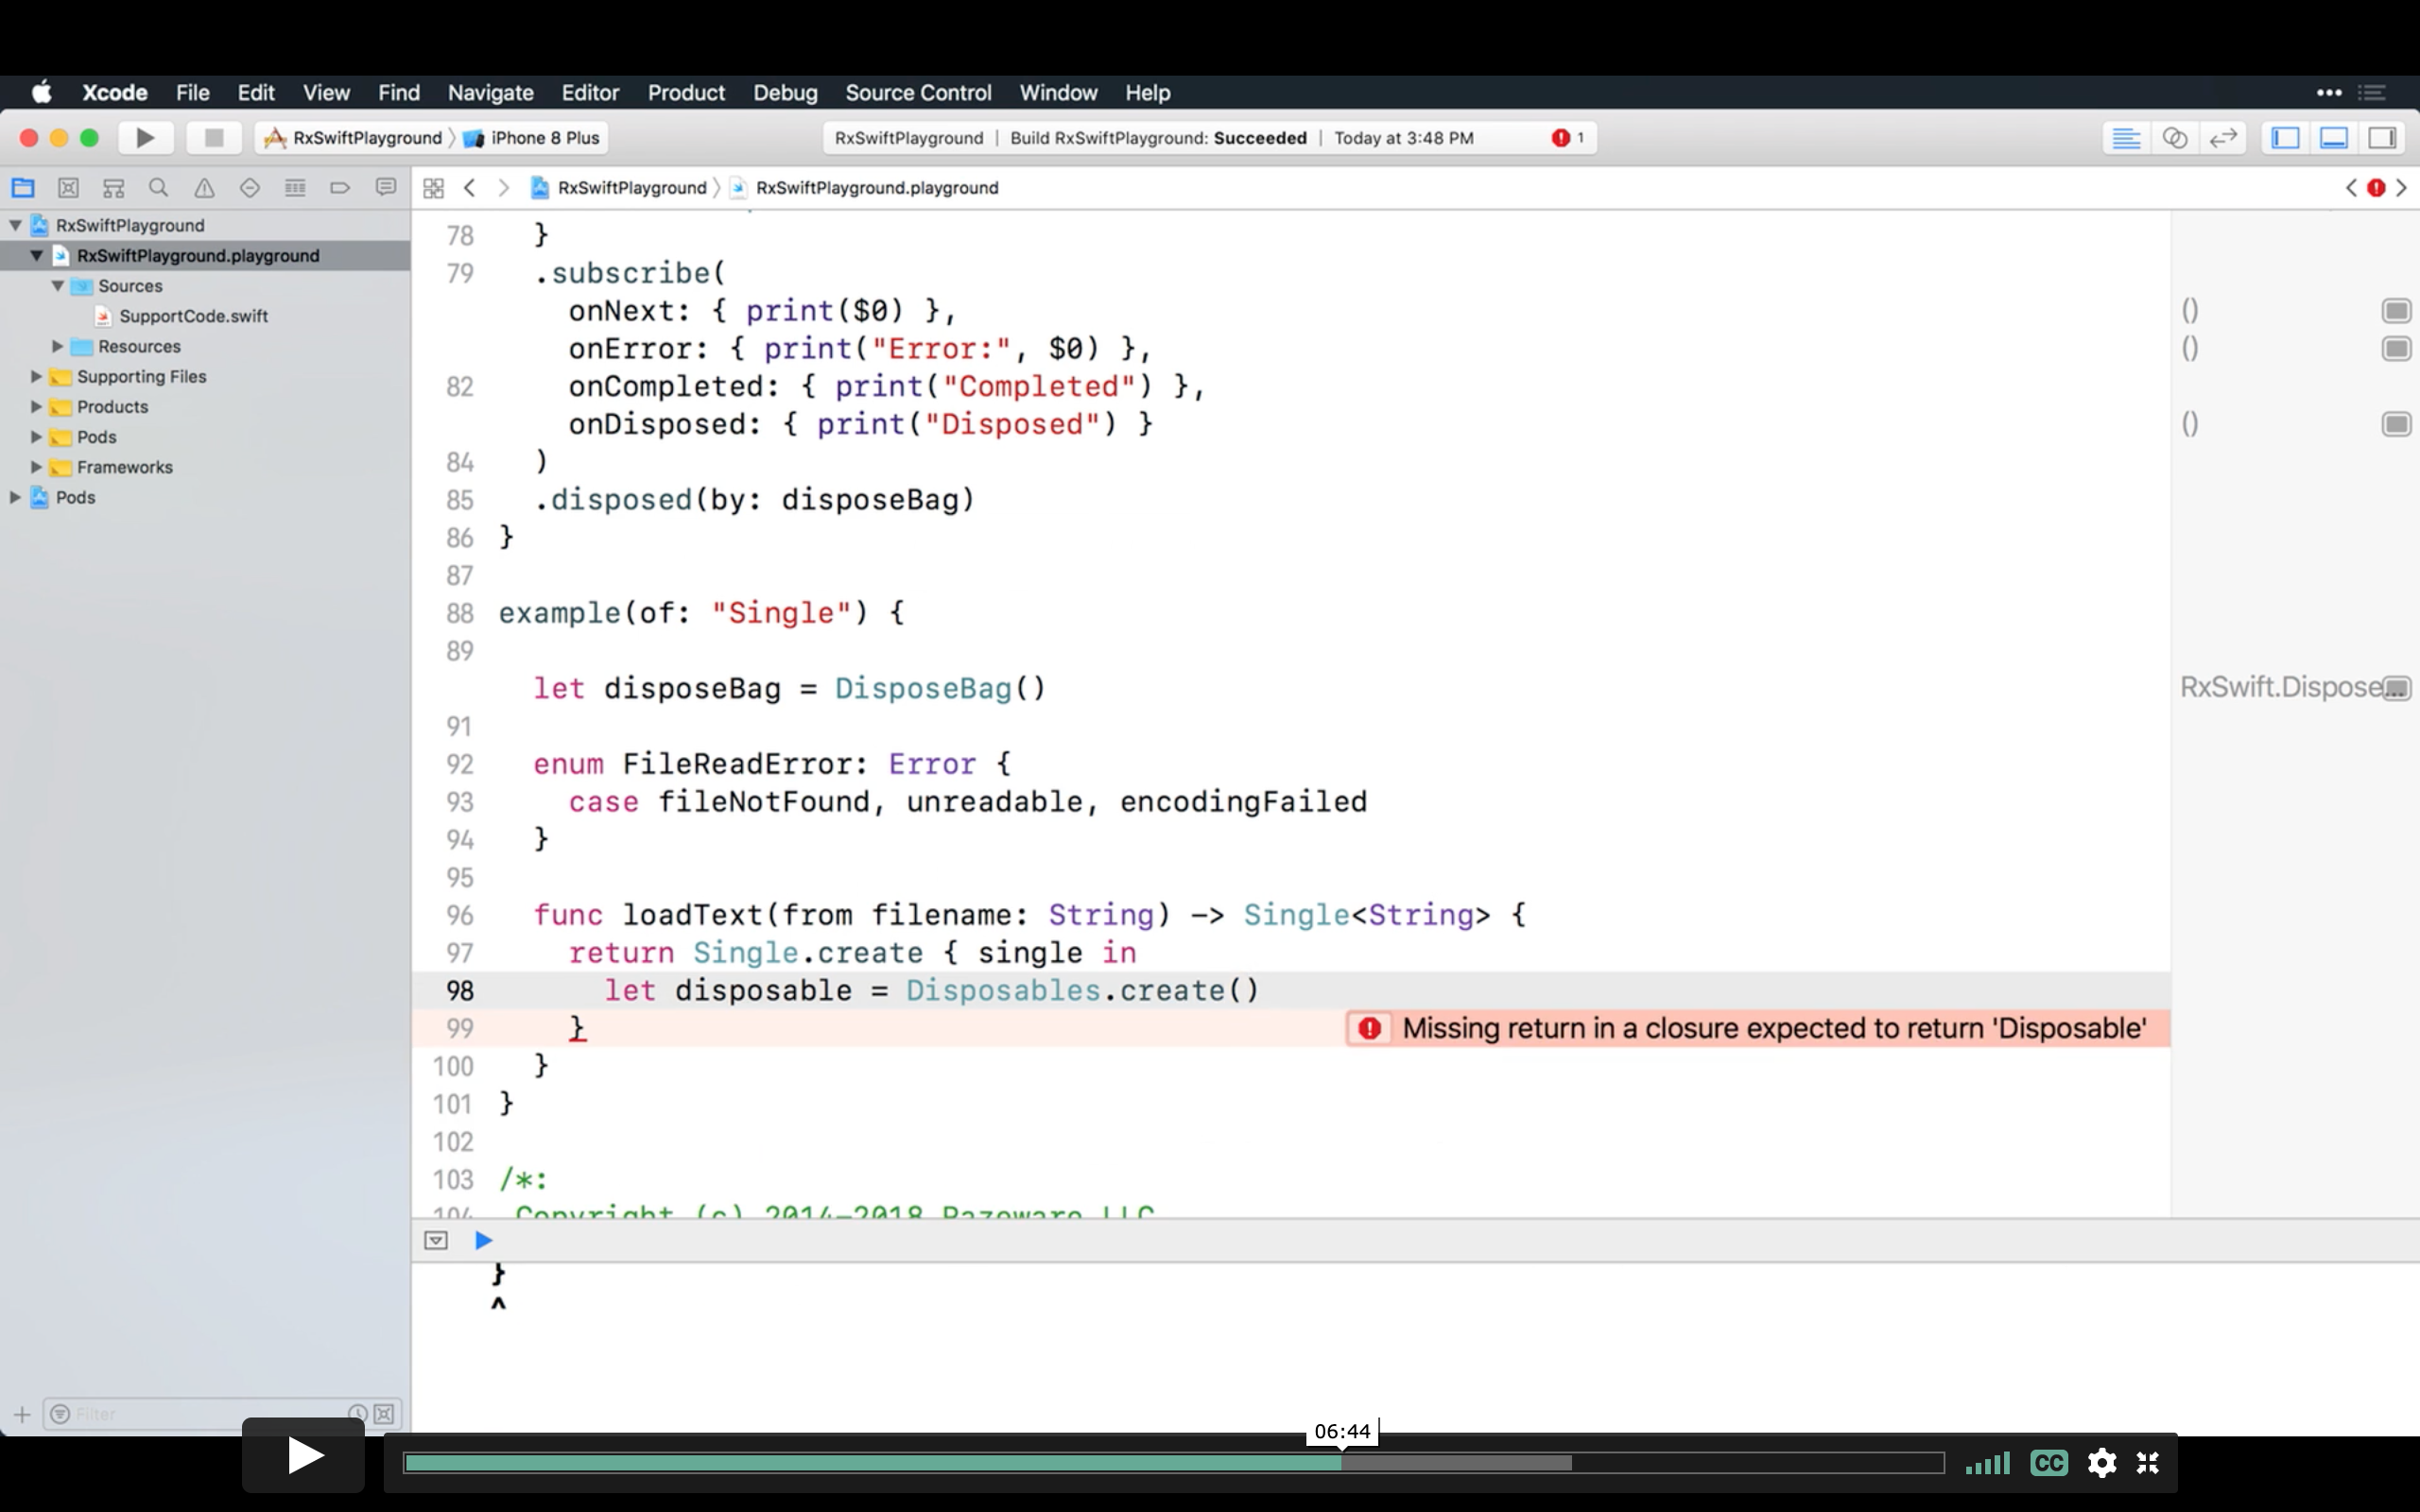 Xcode File Edit View Find Navigate Editor Product Debug Source Control Window Help
RxSwiftPlayground iPhone 8 Plus
RxSwiftPlayground | Build RxSwiftPlayground: Succeeded | Today at 3:48 PM 1
RxSwiftPlayground RxSwiftPlayground.playground
RxSwiftPlayground
RxSwiftPlayground.playground
Sources
SupportCode.swift
Resources
Supporting Files
Products
Pods
Frameworks
Pods
Filter
78 }
79 .subscribe(
onNext: { print($0) }, ()
onError: { print("Error:", $0) }, ()
82 onCompleted: { print("Completed") },
onDisposed: { print("Disposed") } ()
84 )
85 .disposed(by: disposeBag)
86 }
87
88 example(of: "Single") {
89
let disposeBag = DisposeBag() RxSwift.Dispose...
91
92 enum FileReadError: Error {
93 case fileNotFound, unreadable, encodingFailed
94 }
95
96 func loadText(from filename: String) -> Single<String> {
97 return Single.create { single in
98 let disposable = Disposables.create()
99 } Missing return in a closure expected to return 'Disposable'
100 }
101 }
102
103 /*:
104 Copyright (c) 2014-2018 Razeware LLC
}
^
06:44
CC